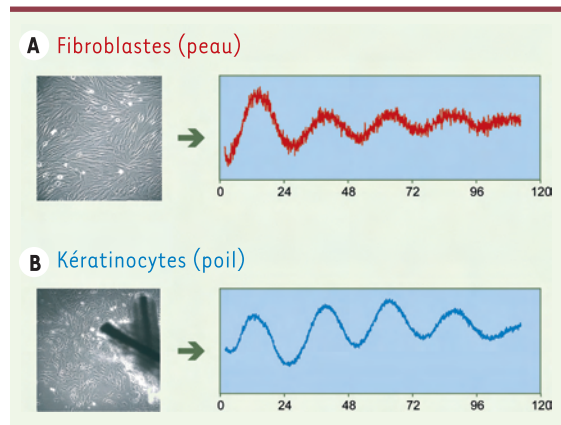 A Fibroblastes (peau)
0 24 48 72 96 120
B Kératinocytes (poil)
0 24 48 72 96 120